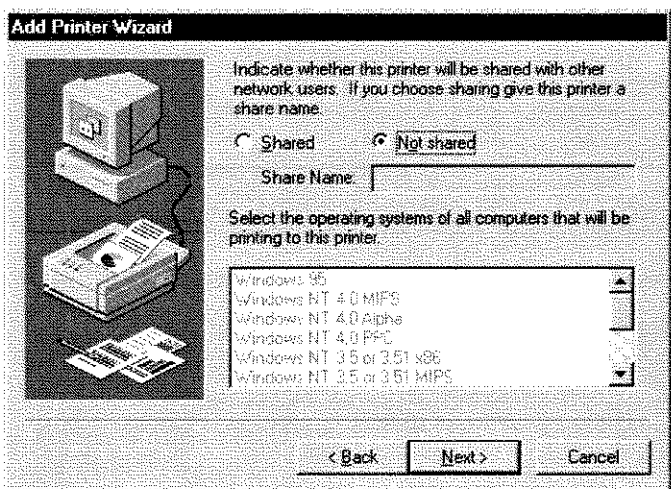 Add Printer Wizard
Indicate whether this printer will be shared with other
network users. If you choose sharing give this printer a
share name.
Shared Not shared
Share Name:
Select the operating systems of all computers that will be
printing to this printer.
Windows 95
Windows NT 4.0 MIPS
Windows NT 4.0 Alpha
Windows NT 4.0 PPC
Windows NT 3.5 or 3.51 x86
Windows NT 3.5 or 3.51 MIPS
< Back Next > Cancel